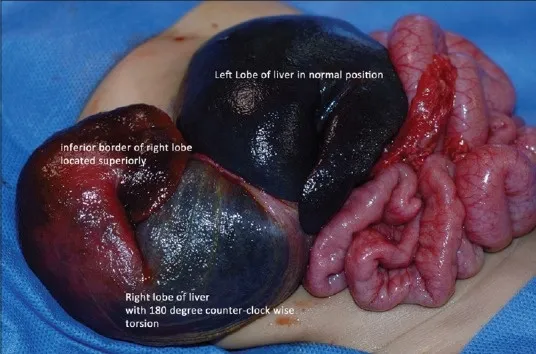 Left Lobe of liver in normal position
Inferior border of right lobe
located superiorly
Right lobe of liver
with 180 degree counter-clock wise
torsion